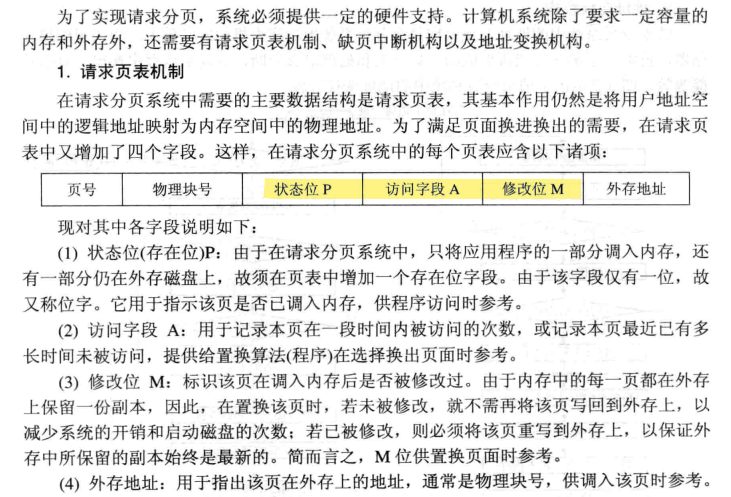 为了实现请求分页，系统必须提供一定的硬件支持。计算机系统除了要求一定容量的
内存和外存外，还需要有请求页表机制、缺页中断机构以及地址变换机构。
1. 请求页表机制
在请求分页系统中需要的主要数据结构是请求页表，其基本作用仍然是将用户地址空
间中的逻辑地址映射为内存空间中的物理地址。为了满足页面换进换出的需要，在请求页
表中又增加了四个字段。这样，在请求分页系统中的每个页表应含以下诸项：
页号 物理块号 状态位 P 访问字段 A 修改位 M 外存地址
现对其中各字段说明如下：
(1) 状态位(存在位)P：由于在请求分页系统中，只将应用程序的一部分调入内存，还
有一部分仍在外存磁盘上，故须在页表中增加一个存在位字段。由于该字段仅有一位，故
又称位字。它用于指示该页是否已调入内存，供程序访问时参考。
(2) 访问字段 A：用于记录本页在一段时间内被访问的次数，或记录本页最近已有多
长时间未被访问，提供给置换算法(程序)在选择换出页面时参考。
(3) 修改位 M：标识该页在调入内存后是否被修改过。由于内存中的每一页都在外存
上保留一份副本，因此，在置换该页时，若未被修改，就不需再将该页写回到外存上，以
减少系统的开销和启动磁盘的次数；若已被修改，则必须将该页重写到外存上，以保证外
存中所保留的副本始终是最新的。简而言之，M 位供置换页面时参考。
(4) 外存地址：用于指出该页在外存上的地址，通常是物理块号，供调入该页时参考。